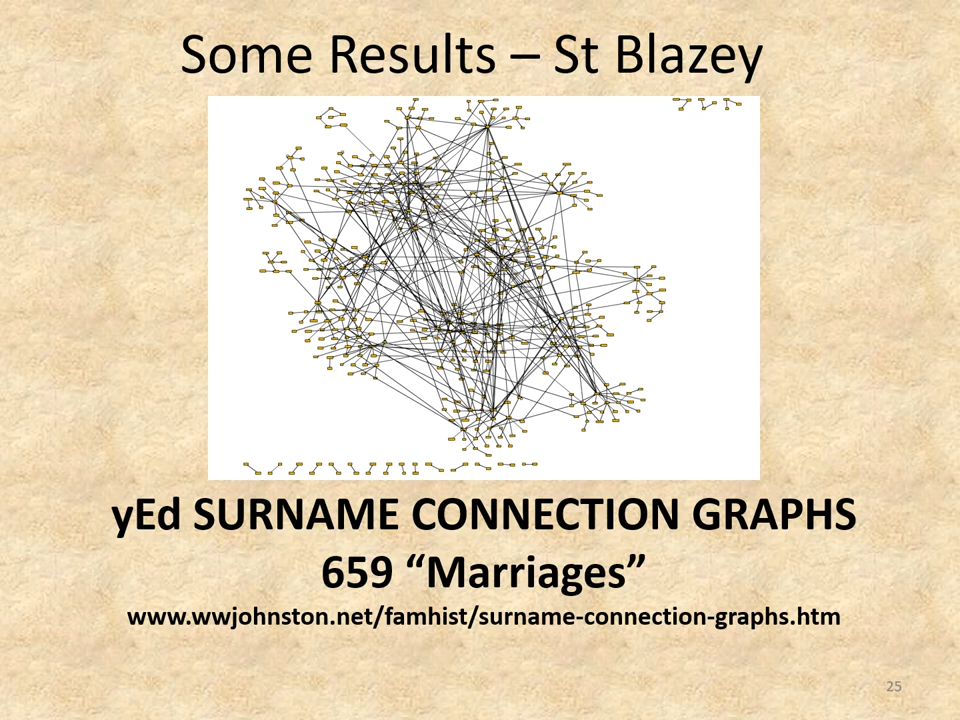 Some Results – St Blazey
yEd SURNAME CONNECTION GRAPHS
659 “Marriages”
www.wwjohnston.net/famhist/surname-connection-graphs.htm
25